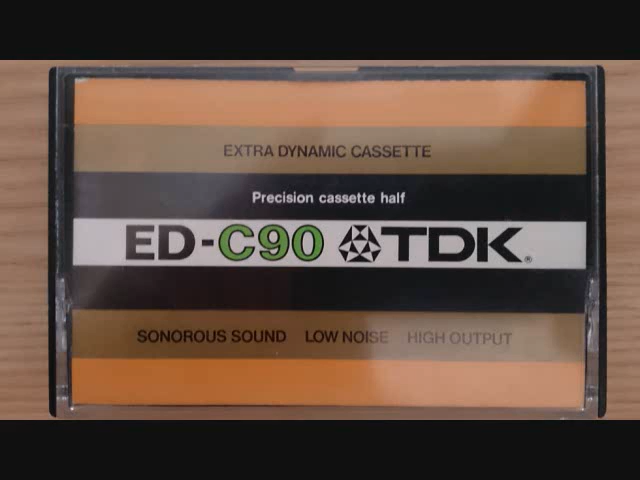 EXTRA DYNAMIC CASSETTE
Precision cassette half
ED-C90 TDK®
SONOROUS SOUND LOW NOISE HIGH OUTPUT